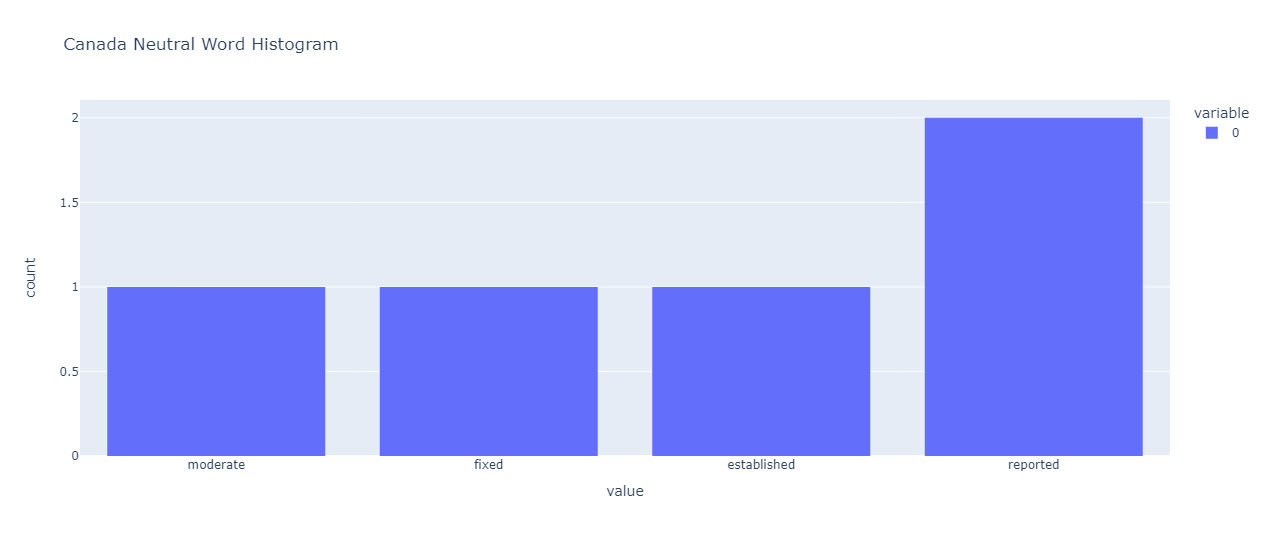 Canada Neutral Word Histogram
variable
0
2
1.5
1
0.5
0
count
moderate
fixed
established
reported
value